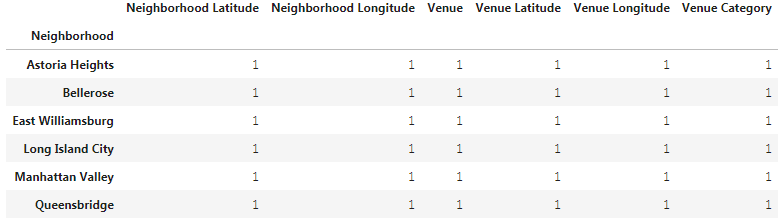 Neighborhood Latitude Neighborhood Longitude Venue Venue Latitude Venue Longitude Venue Category
Neighborhood
Astoria Heights 1 1 1 1 1 1
Bellerose 1 1 1 1 1 1
East Williamsburg 1 1 1 1 1 1
Long Island City 1 1 1 1 1 1
Manhattan Valley 1 1 1 1 1 1
Queensbridge 1 1 1 1 1 1